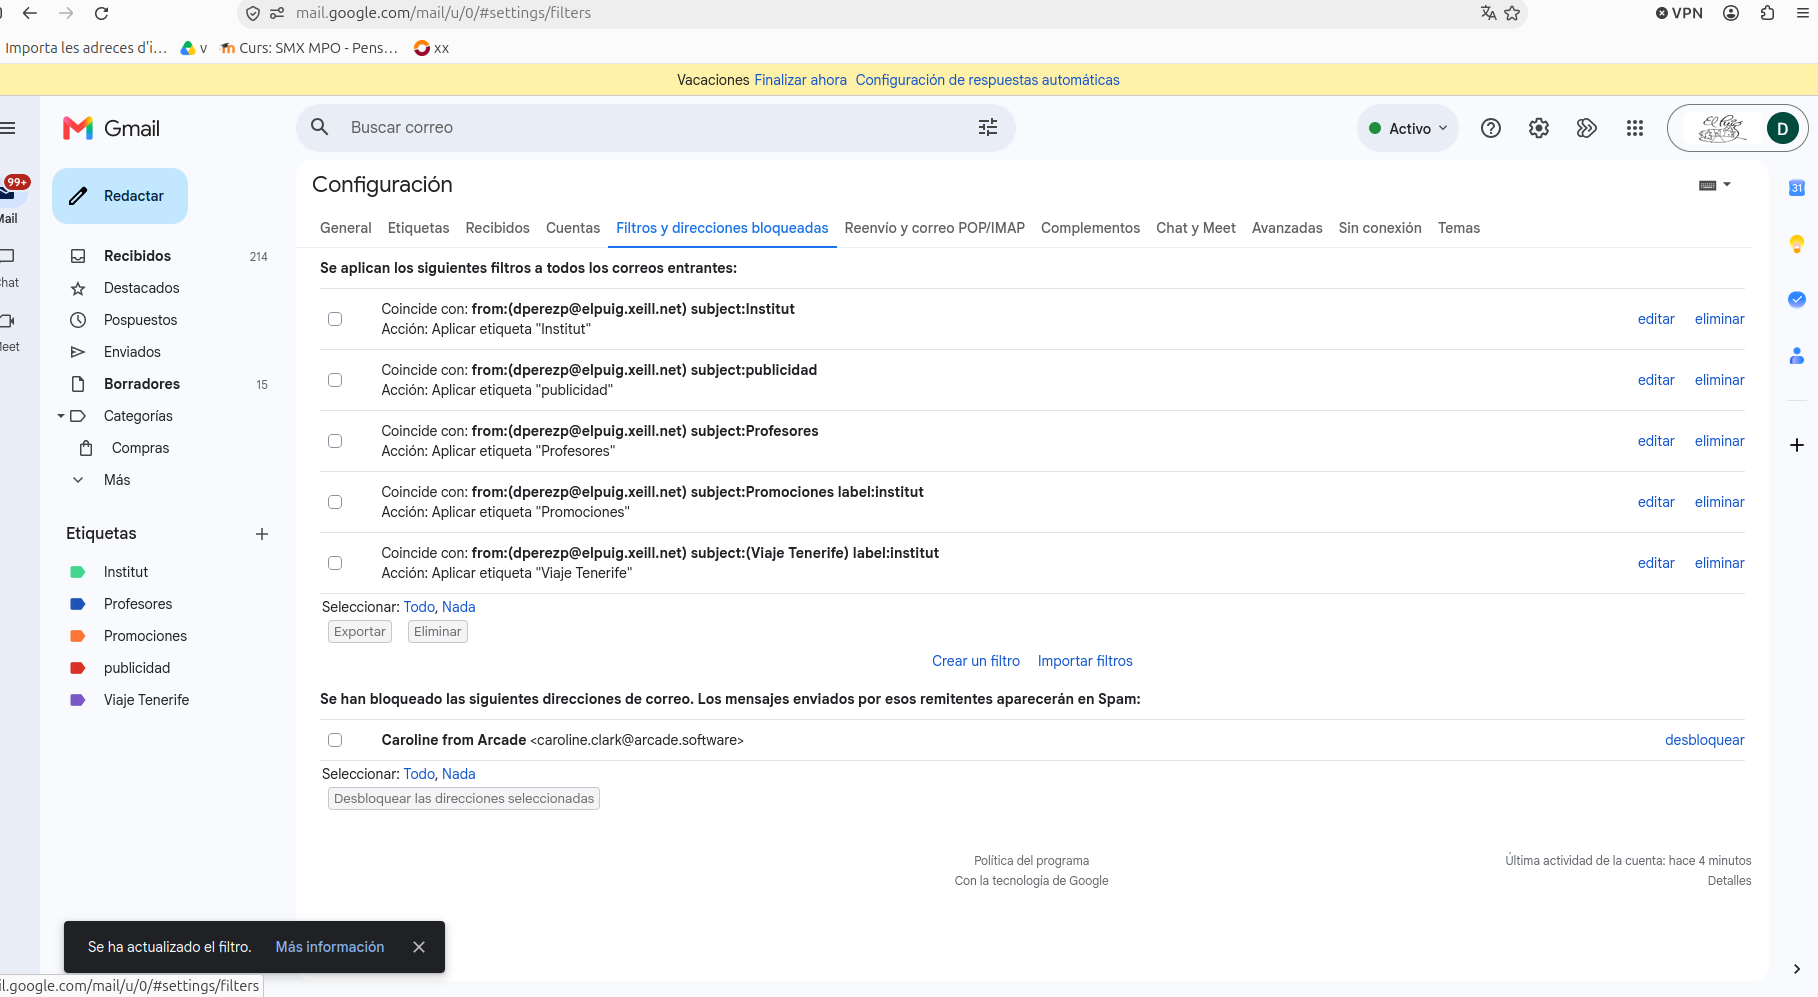 mail.google.com/mail/u/0/#settings/filters
VPN
Importa les adreces d'i…
v
Curs: SMX MPO - Pens…
xx
Vacaciones Finalizar ahora Configuración de respuestas automáticas
Gmail
Buscar correo
Activo
D
99+
Mail
Redactar
Configuración
31
General Etiquetas Recibidos Cuentas Filtros y direcciones bloqueadas Reenvío y correo POP/IMAP Complementos Chat y Meet Avanzadas Sin conexión Temas
Recibidos 214
Destacados
Pospuestos
Enviados
Borradores 15
Categorías
Compras
Más
hat
eet
Etiquetas
Institut
Profesores
Promociones
publicidad
Viaje Tenerife
Se aplican los siguientes filtros a todos los correos entrantes:
Coincide con: from:(dperezp@elpuig.xeill.net) subject:Institut
Acción: Aplicar etiqueta "Institut"
editar eliminar
Coincide con: from:(dperezp@elpuig.xeill.net) subject:publicidad
Acción: Aplicar etiqueta "publicidad"
editar eliminar
Coincide con: from:(dperezp@elpuig.xeill.net) subject:Profesores
Acción: Aplicar etiqueta "Profesores"
editar eliminar
Coincide con: from:(dperezp@elpuig.xeill.net) subject:Promociones label:institut
Acción: Aplicar etiqueta "Promociones"
editar eliminar
Coincide con: from:(dperezp@elpuig.xeill.net) subject:(Viaje Tenerife) label:institut
Acción: Aplicar etiqueta "Viaje Tenerife"
editar eliminar
Seleccionar: Todo, Nada
Exportar Eliminar
Crear un filtro Importar filtros
Se han bloqueado las siguientes direcciones de correo. Los mensajes enviados por esos remitentes aparecerán en Spam:
Caroline from Arcade <caroline.clark@arcade.software>
desbloquear
Seleccionar: Todo, Nada
Desbloquear las direcciones seleccionadas
Política del programa
Con la tecnología de Google
Última actividad de la cuenta: hace 4 minutos
Detalles
Se ha actualizado el filtro. Más información
il.google.com/mail/u/0/#settings/filters